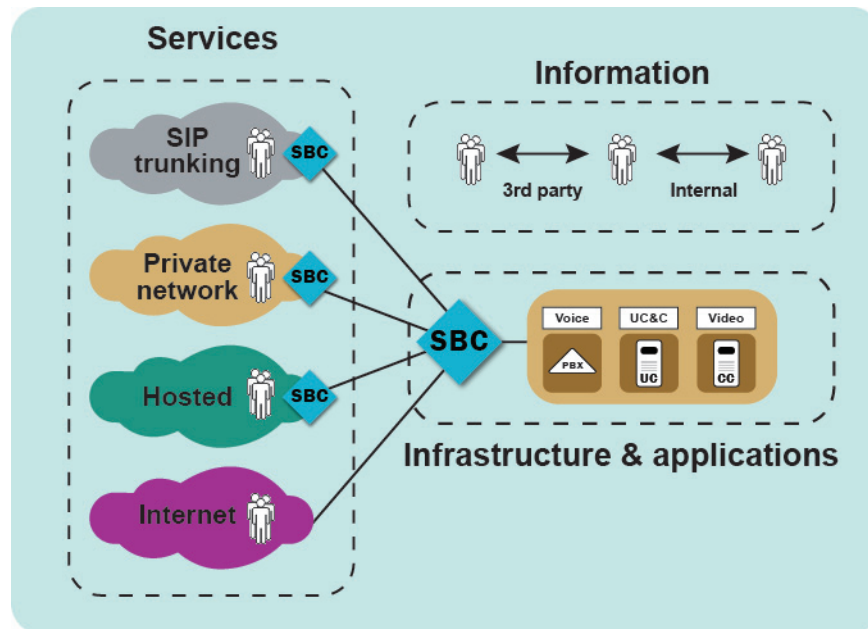 Services
SIP
trunking
SBC
Private
network
SBC
Hosted
SBC
Internet
Information
3rd party
Internal
SBC
Voice
UC&C
Video
PBX
UC
CC
Infrastructure & applications